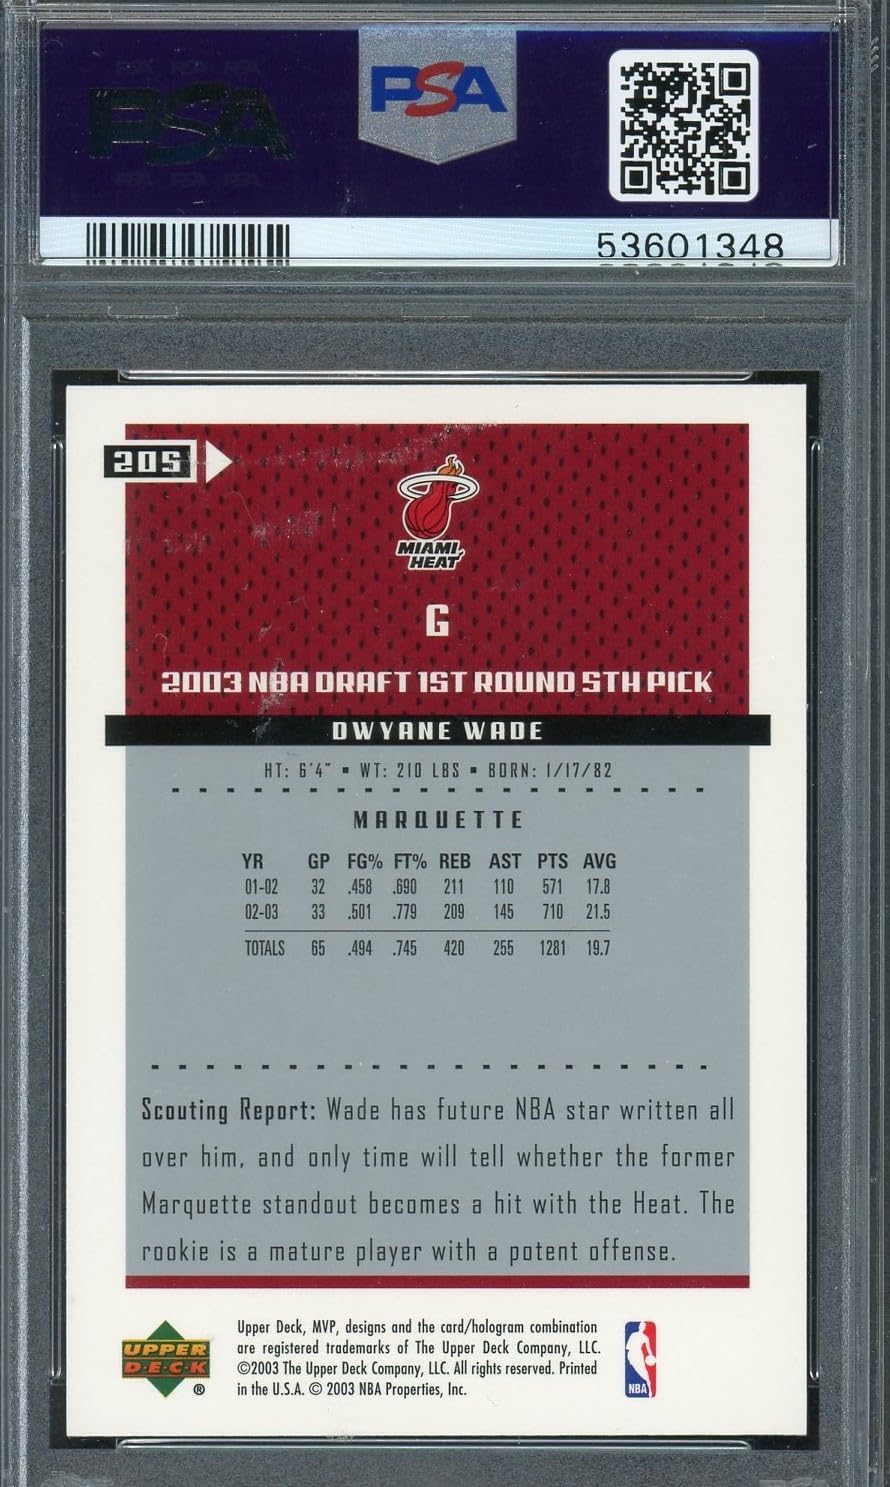 PSA
PSA
53601348
205
MIAMI
HEAT
G
2003 NBA DRAFT 1ST ROUND 5TH PICK
DWYANE WADE
HT: 6'4" ▪ WT: 210 LBS ▪ BORN: 1/17/82
MARQUETTE
YR GP FG% FT% REB AST PTS AVG
01-02 32 .458 .690 211 110 571 17.8
02-03 33 .501 .779 209 145 710 21.5
TOTALS 65 .494 .745 420 255 1281 19.7
Scouting Report: Wade has future NBA star written all
over him, and only time will tell whether the former
Marquette standout becomes a hit with the Heat. The
rookie is a mature player with a potent offense.
UPPER
D·E·C·K
®
Upper Deck, MVP, designs and the card/hologram combination
are registered trademarks of The Upper Deck Company, LLC.
©2003 The Upper Deck Company, LLC. All rights reserved. Printed
in the U.S.A. © 2003 NBA Properties, Inc.
NBA